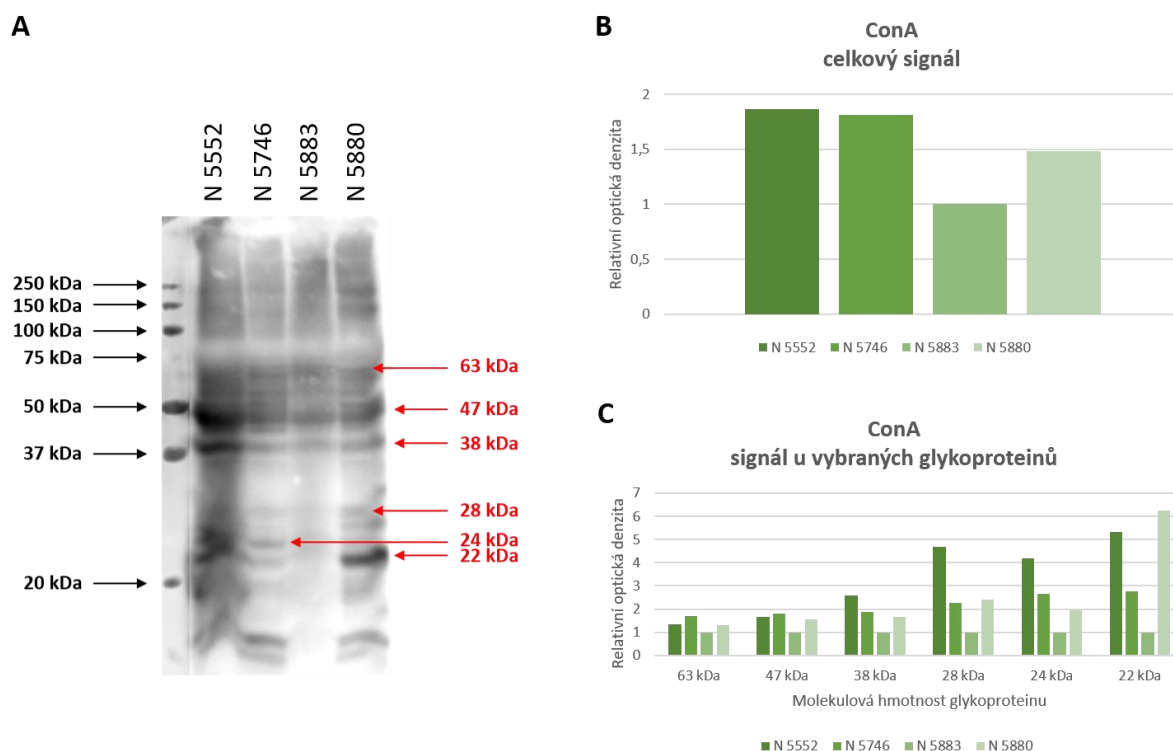 A
N 5552
N 5746
N 5883
N 5880
250 kDa
150 kDa
100 kDa
75 kDa
50 kDa
37 kDa
20 kDa
63 kDa
47 kDa
38 kDa
28 kDa
24 kDa
22 kDa
B
ConA
celkový signál
Relativní optická denzita
2
1,5
1
0,5
0
N 5552 N 5746 N 5883 N 5880
C
ConA
signál u vybraných glykoproteinů
Relativní optická denzita
7
6
5
4
3
2
1
0
63 kDa 47 kDa 38 kDa 28 kDa 24 kDa 22 kDa
Molekulová hmotnost glykoproteinu
N 5552 N 5746 N 5883 N 5880